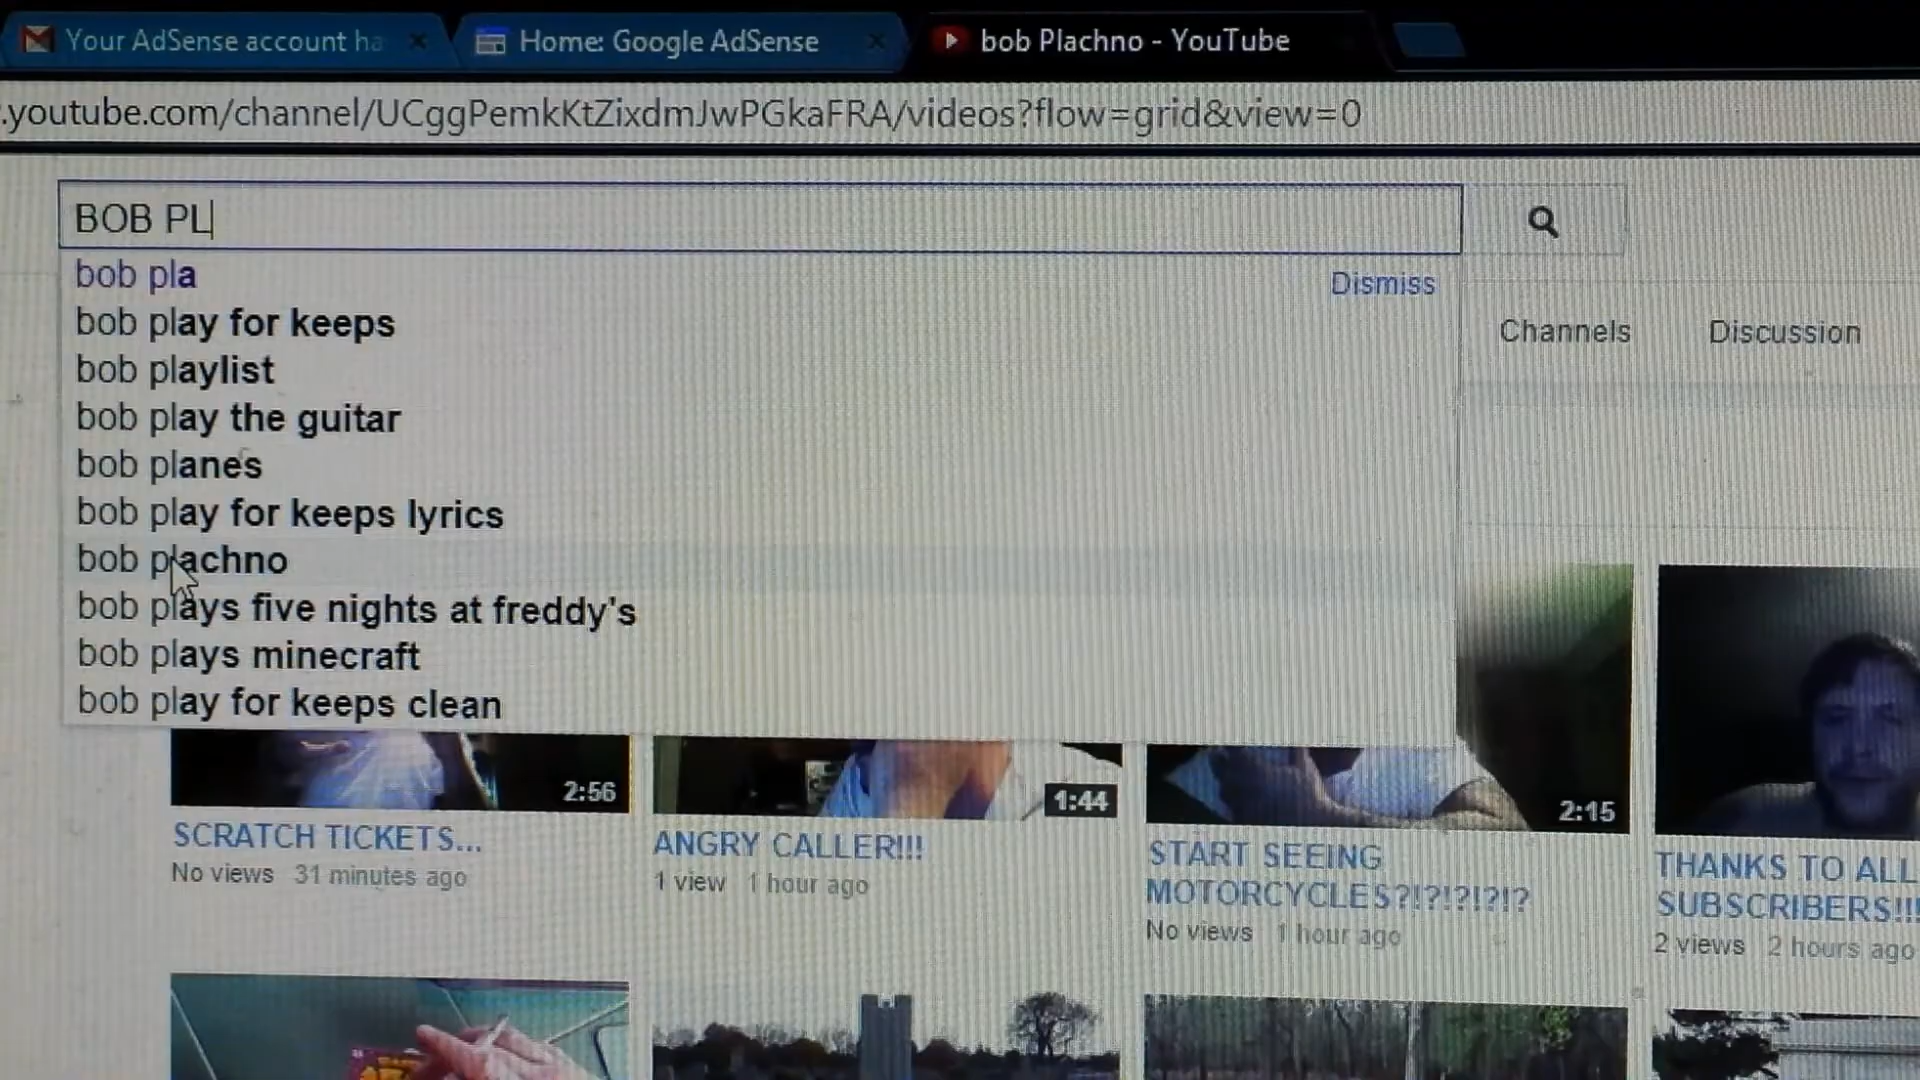 Your AdSense account ha
Home: Google AdSense
bob Plachno - YouTube
.youtube.com/channel/UCggPemkKtZixdmJwPGkaFRA/videos?flow=grid&view=0
BOB PL
bob pla
Dismiss
bob play for keeps
Channels
Discussion
bob playlist
bob play the guitar
bob planes
bob play for keeps lyrics
bob plachno
bob plays five nights at freddy's
bob plays minecraft
bob play for keeps clean
2:56
1:44
2:15
SCRATCH TICKETS...
No views 31 minutes ago
ANGRY CALLER!!!
1 view 1 hour ago
START SEEING
MOTORCYCLES?!?!?!?!?
No views 1 hour ago
THANKS TO ALL
SUBSCRIBERS!!!
2 views 2 hours ago